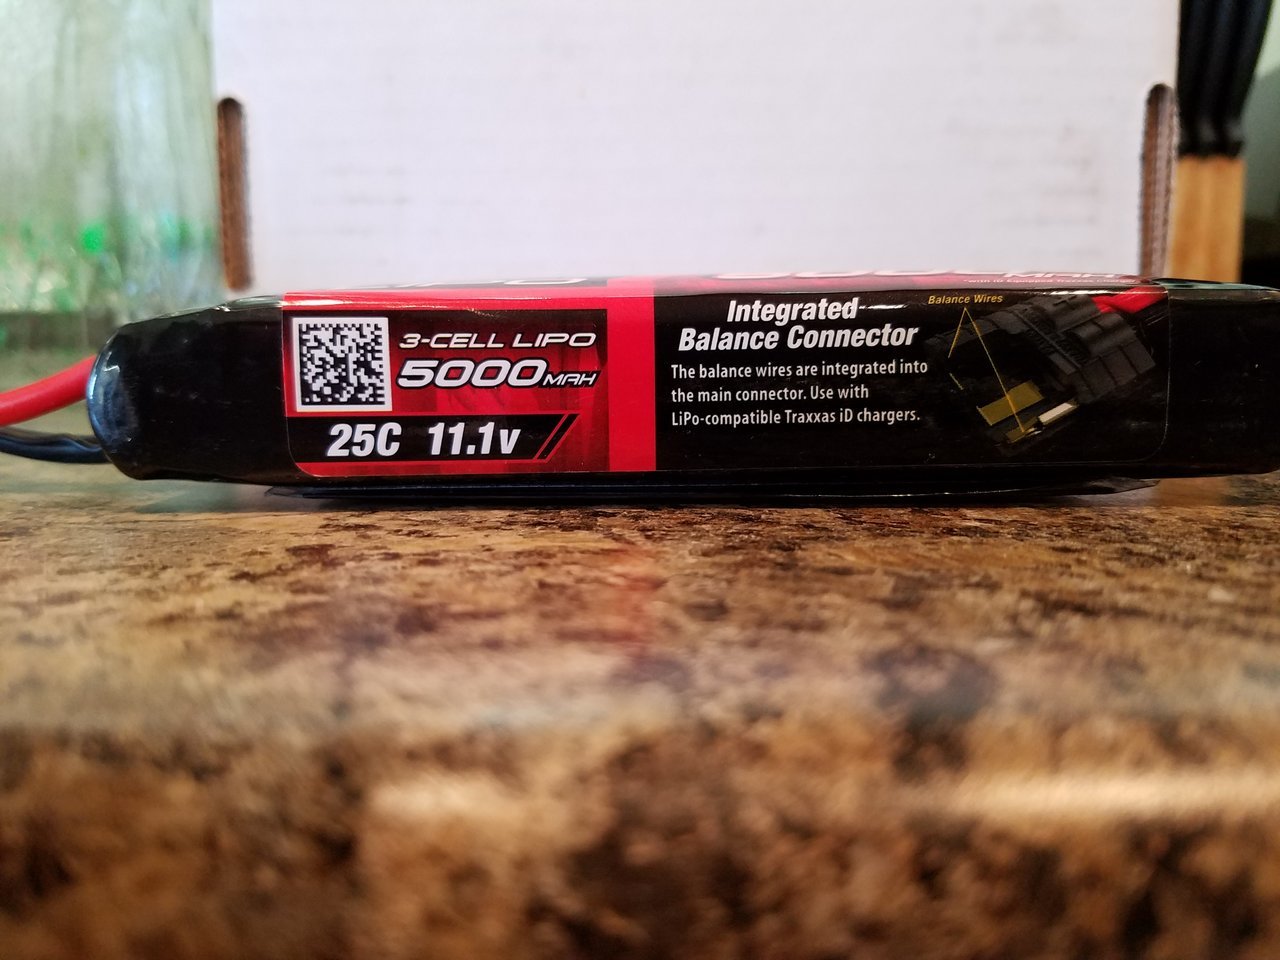 3-CELL LIPO
5000MAH
25C 11.1v
Integrated
Balance Connector
The balance wires are integrated into
the main connector. Use with
LiPo-compatible Traxxas iD chargers.
Balance Wires